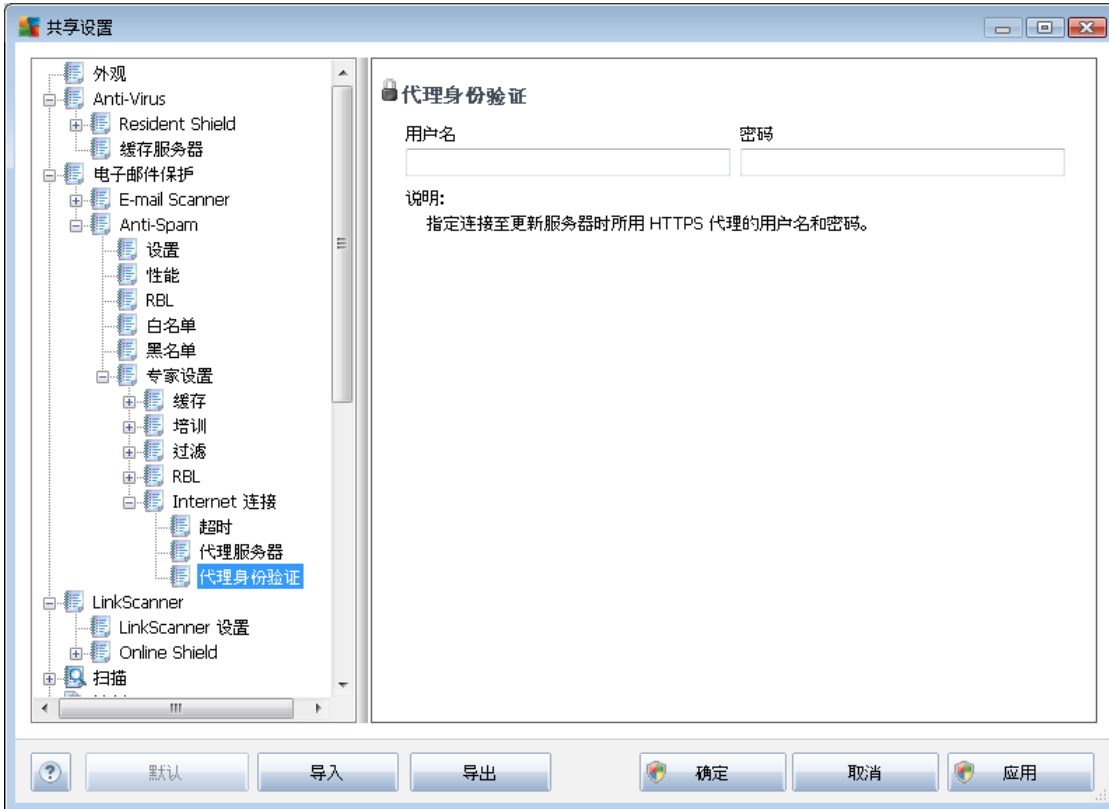 共享设置
外观
Anti-Virus
Resident Shield
缓存服务器
电子邮件保护
E-mail Scanner
Anti-Spam
设置
性能
RBL
白名单
黑名单
专家设置
缓存
培训
过滤
RBL
Internet 连接
超时
代理服务器
代理身份验证
LinkScanner
LinkScanner 设置
Online Shield
扫描
代理身份验证
用户名 密码
说明:
指定连接至更新服务器时所用 HTTPS 代理的用户名和密码。
? 默认 导入 导出 确定 取消 应用